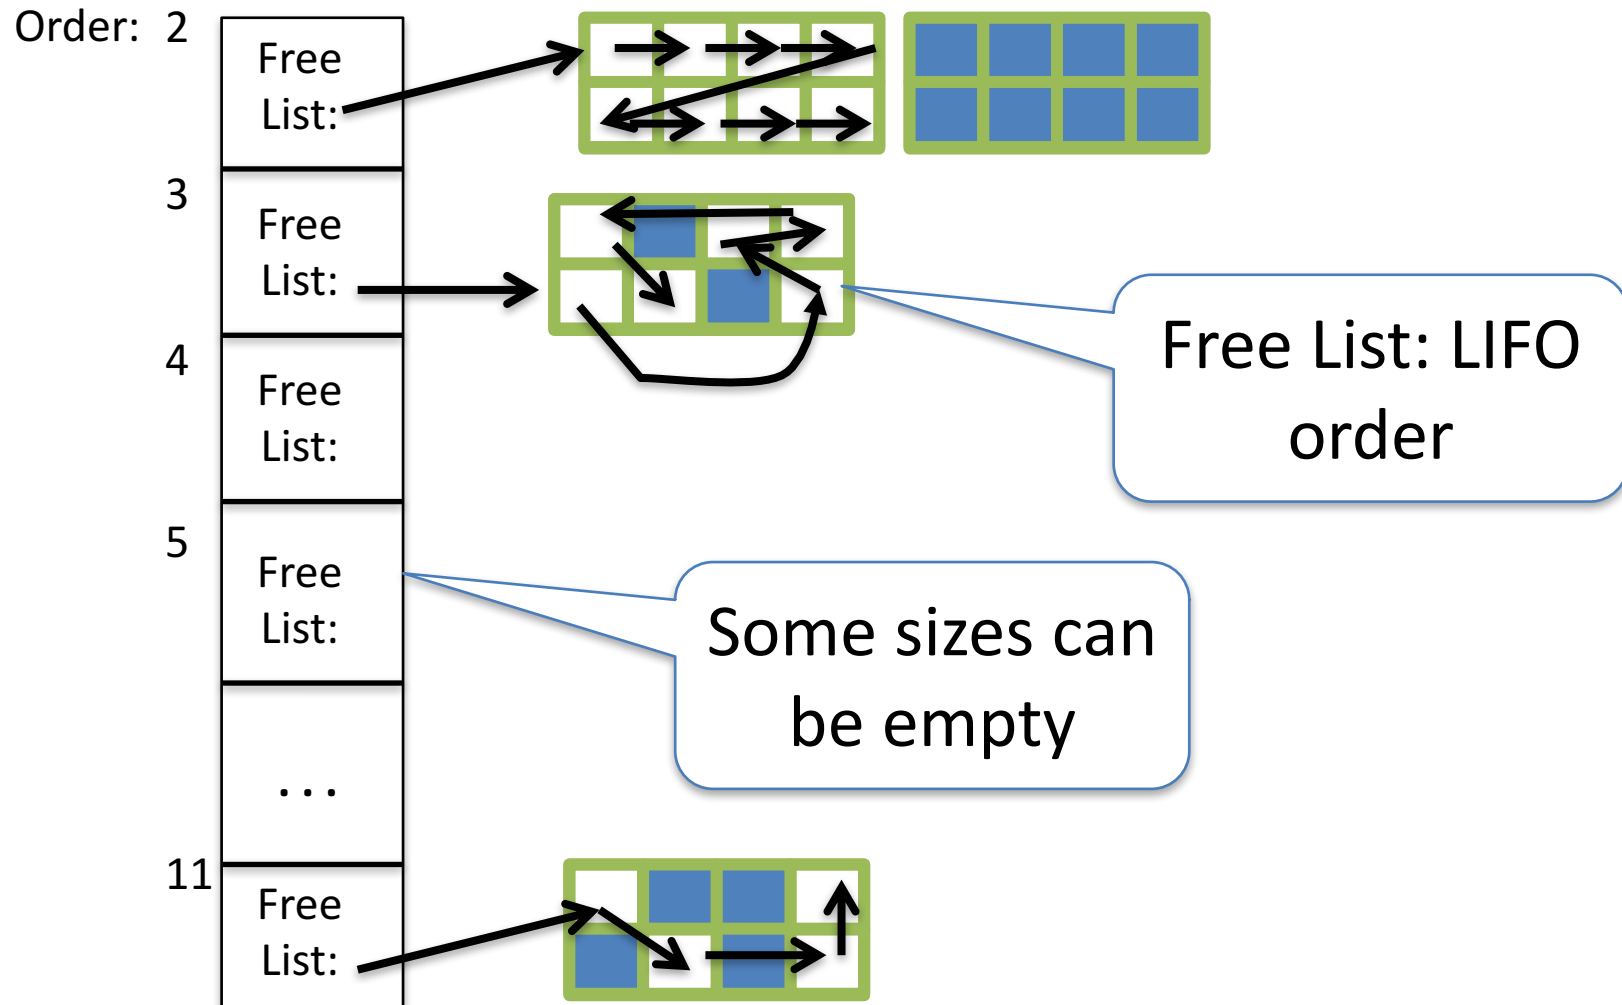 Order: 2
Free
List:
3
Free
List:
Free List: LIFO
order
4
Free
List:
5
Free
List:
Some sizes can
be empty
...
11
Free
List: